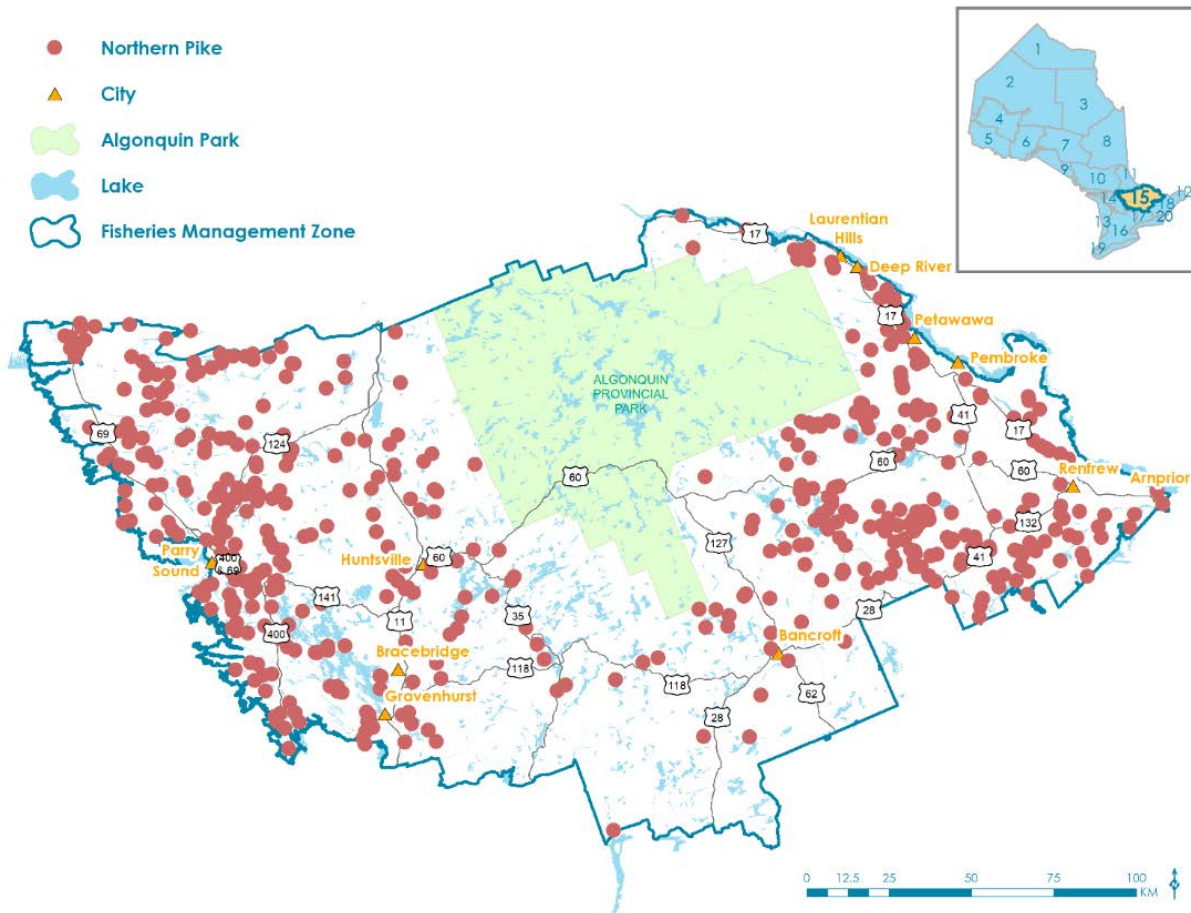 Northern Pike
City
Algonquin Park
Lake
Fisheries Management Zone
1
2
3
4
5
6
7
8
9
10
11
12
14
15
18
13
17
20
16
19
Laurentian
Hills
17
Deep River
17
Petawawa
Pembroke
ALGONQUIN
PROVINCIAL
PARK
69
124
41
17
60
60
60
Renfrew
Arnprior
132
127
41
Parry
Sound
400
& 69
Huntsville
60
141
11
35
28
400
Bracebridge
118
Bancroft
118
Gravenhurst
62
28
0
12.5
25
50
75
100
KM
N